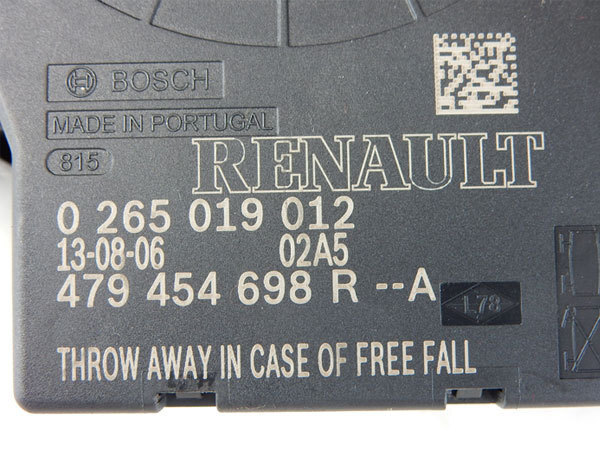 BOSCH
MADE IN PORTUGAL
815
RENAULT
0 265 019 012
13-08-06 02A5
479 454 698 R --A
L78
THROW AWAY IN CASE OF FREE FALL